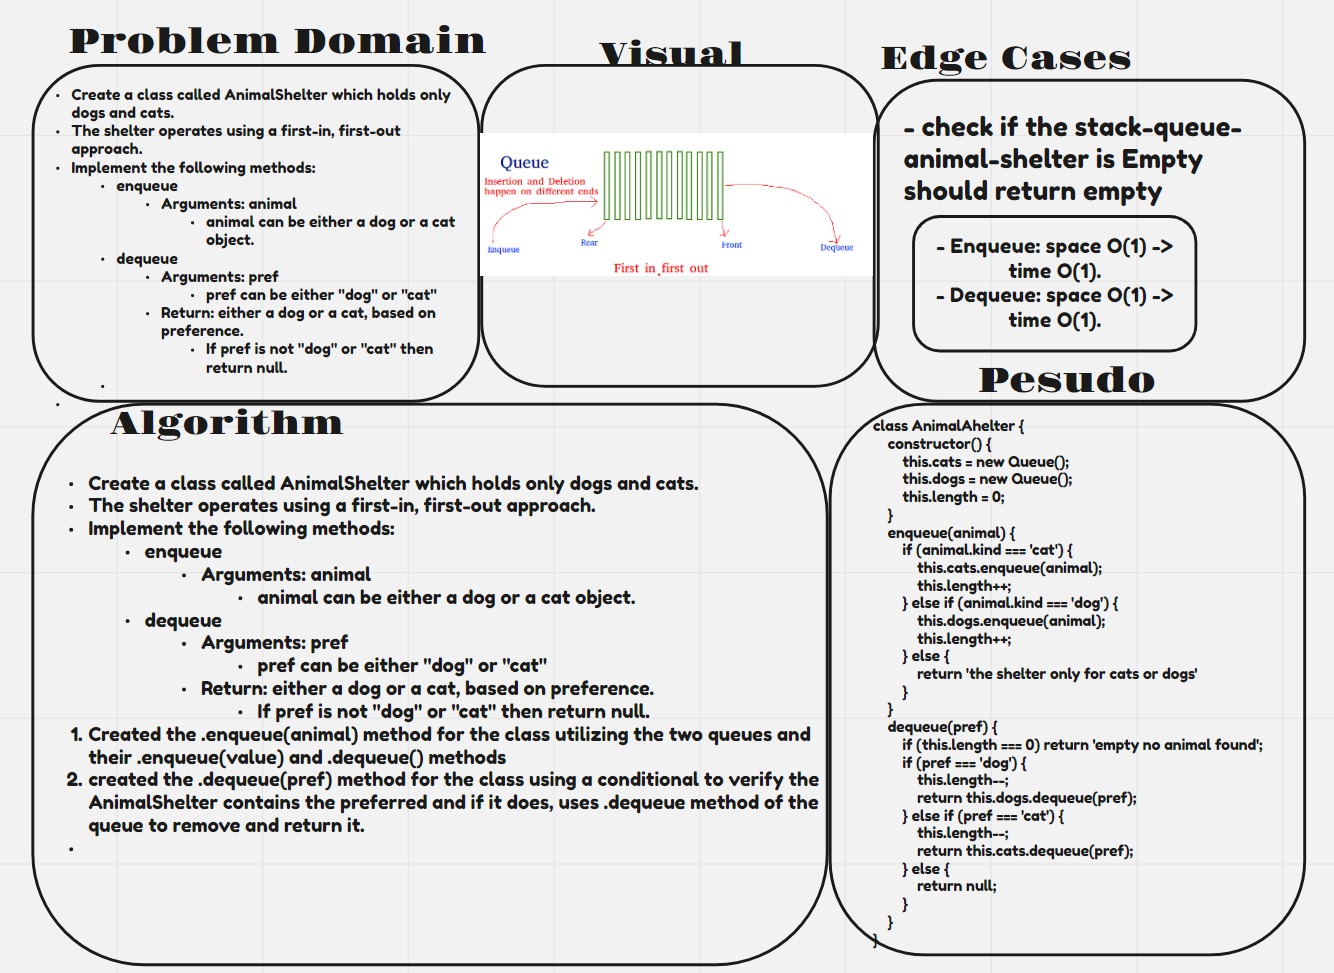 Problem Domain
Create a class called AnimalShelter which holds only
dogs and cats.
The shelter operates using a first-in, first-out
approach.
Implement the following methods:
enqueue
Arguments: animal
animal can be either a dog or a cat
object.
dequeue
Arguments: pref
pref can be either "dog" or "cat"
Return: either a dog or a cat, based on
preference.
If pref is not "dog" or "cat" then
return null.
Visual
Queue
Insertion and Deletion
happen on different ends
Enqueue
Rear
Front
Dequeue
First in first out
Edge Cases
- check if the stack-queue-
animal-shelter is Empty
should return empty
- Enqueue: space O(1) ->
time O(1).
- Dequeue: space O(1) ->
time O(1).
Algorithm
Create a class called AnimalShelter which holds only dogs and cats.
The shelter operates using a first-in, first-out approach.
Implement the following methods:
enqueue
Arguments: animal
animal can be either a dog or a cat object.
dequeue
Arguments: pref
pref can be either "dog" or "cat"
Return: either a dog or a cat, based on preference.
If pref is not "dog" or "cat" then return null.
1. Created the .enqueue(animal) method for the class utilizing the two queues and
their .enqueue(value) and .dequeue() methods
2. created the .dequeue(pref) method for the class using a conditional to verify the
AnimalShelter contains the preferred and if it does, uses .dequeue method of the
queue to remove and return it.
Pesudo
class AnimalAhelter {
constructor() {
this.cats = new Queue();
this.dogs = new Queue();
this.length = 0;
}
enqueue(animal) {
if (animal.kind === 'cat') {
this.cats.enqueue(animal);
this.length++;
} else if (animal.kind === 'dog') {
this.dogs.enqueue(animal);
this.length++;
} else {
return 'the shelter only for cats or dogs'
}
}
dequeue(pref) {
if (this.length === 0) return 'empty no animal found';
if (pref === 'dog') {
this.length--;
return this.dogs.dequeue(pref);
} else if (pref === 'cat') {
this.length--;
return this.cats.dequeue(pref);
} else {
return null;
}
}
}